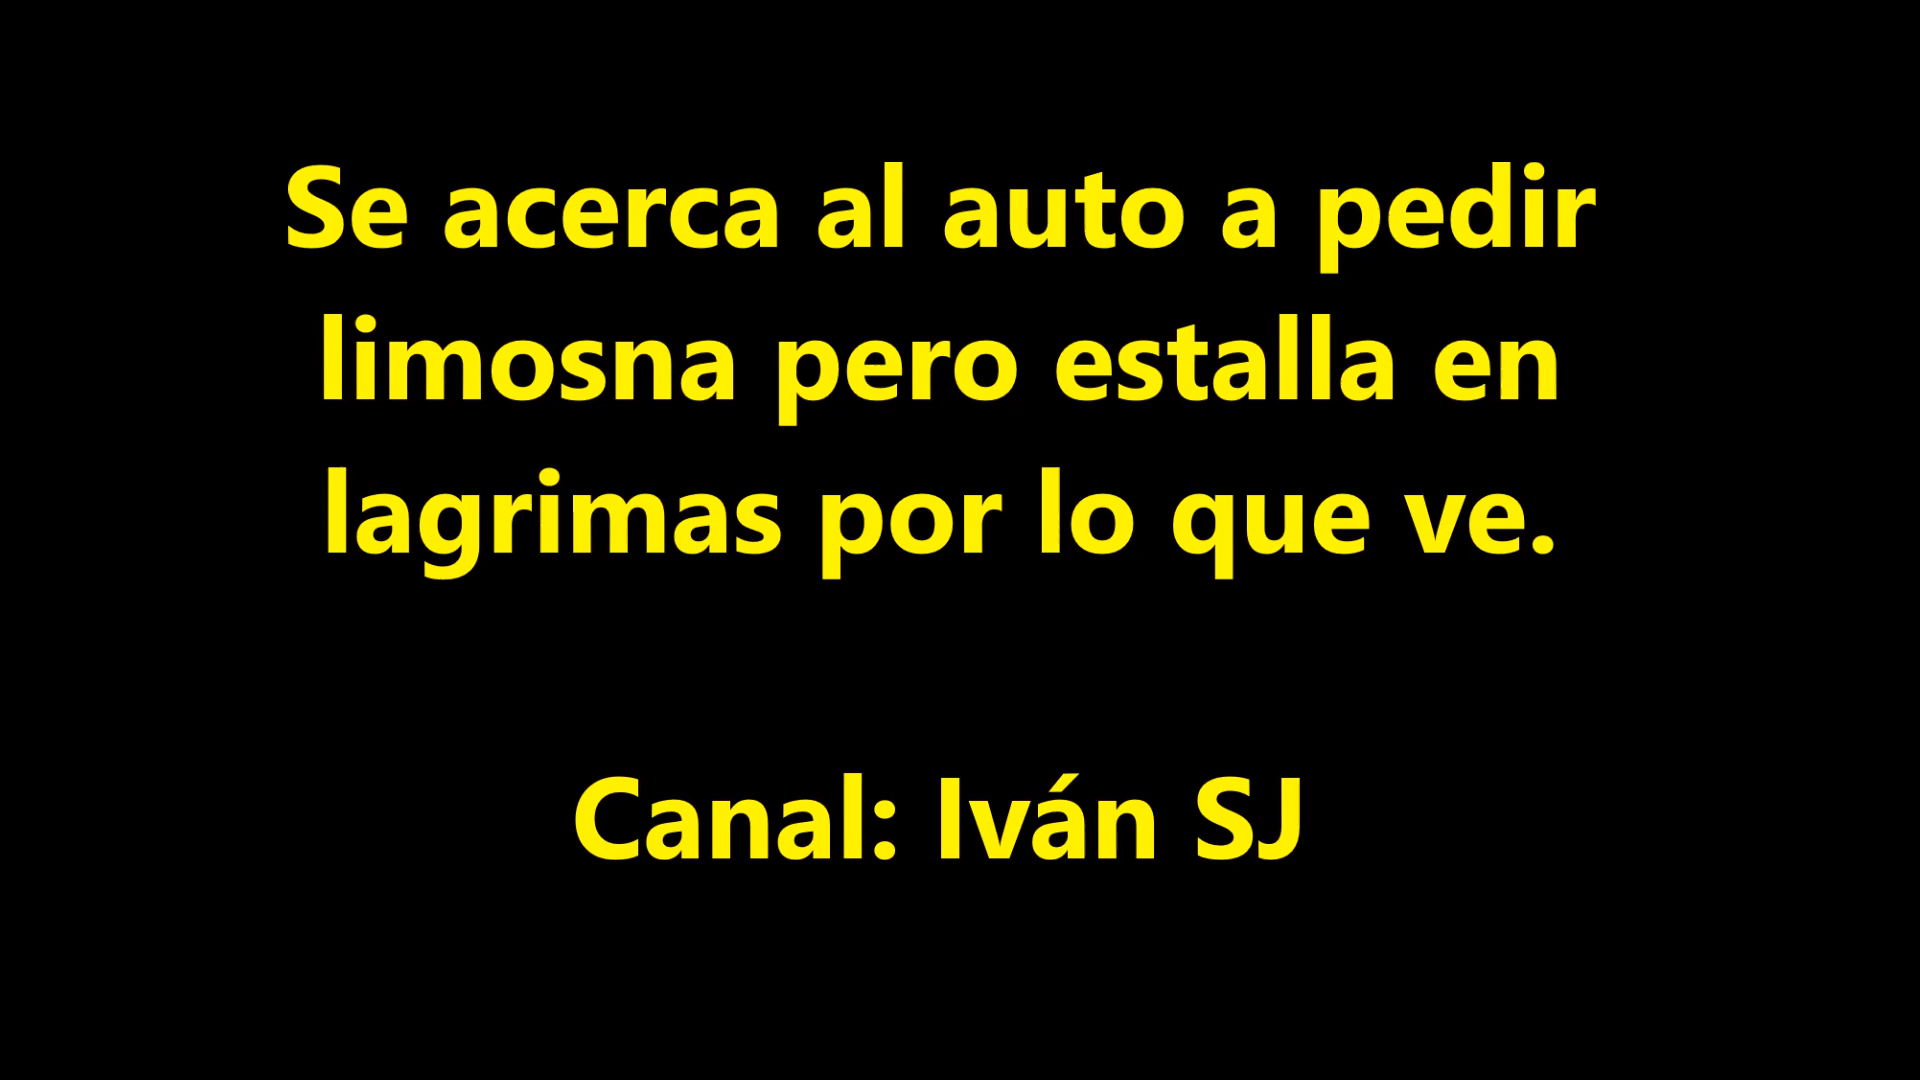 Se acerca al auto a pedir
limosna pero estalla en
lagrimas por lo que ve.
Canal: Iván SJ